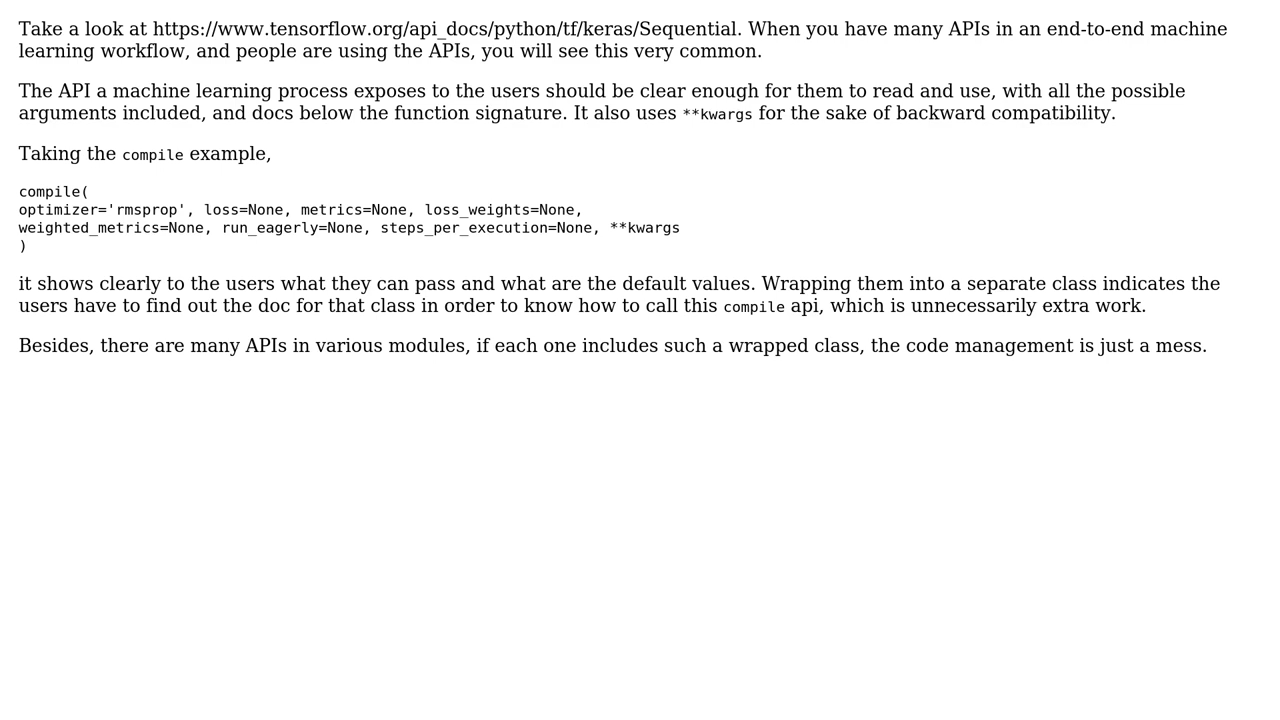 Take a look at https://www.tensorflow.org/api_docs/python/tf/keras/Sequential. When you have many APIs in an end-to-end machine
learning workflow, and people are using the APIs, you will see this very common.
The API a machine learning process exposes to the users should be clear enough for them to read and use, with all the possible
arguments included, and docs below the function signature. It also uses **kwargs for the sake of backward compatibility.
Taking the compile example,
compile(
optimizer='rmsprop', loss=None, metrics=None, loss_weights=None,
weighted_metrics=None, run_eagerly=None, steps_per_execution=None, **kwargs
)
it shows clearly to the users what they can pass and what are the default values. Wrapping them into a separate class indicates the
users have to find out the doc for that class in order to know how to call this compile api, which is unnecessarily extra work.
Besides, there are many APIs in various modules, if each one includes such a wrapped class, the code management is just a mess.